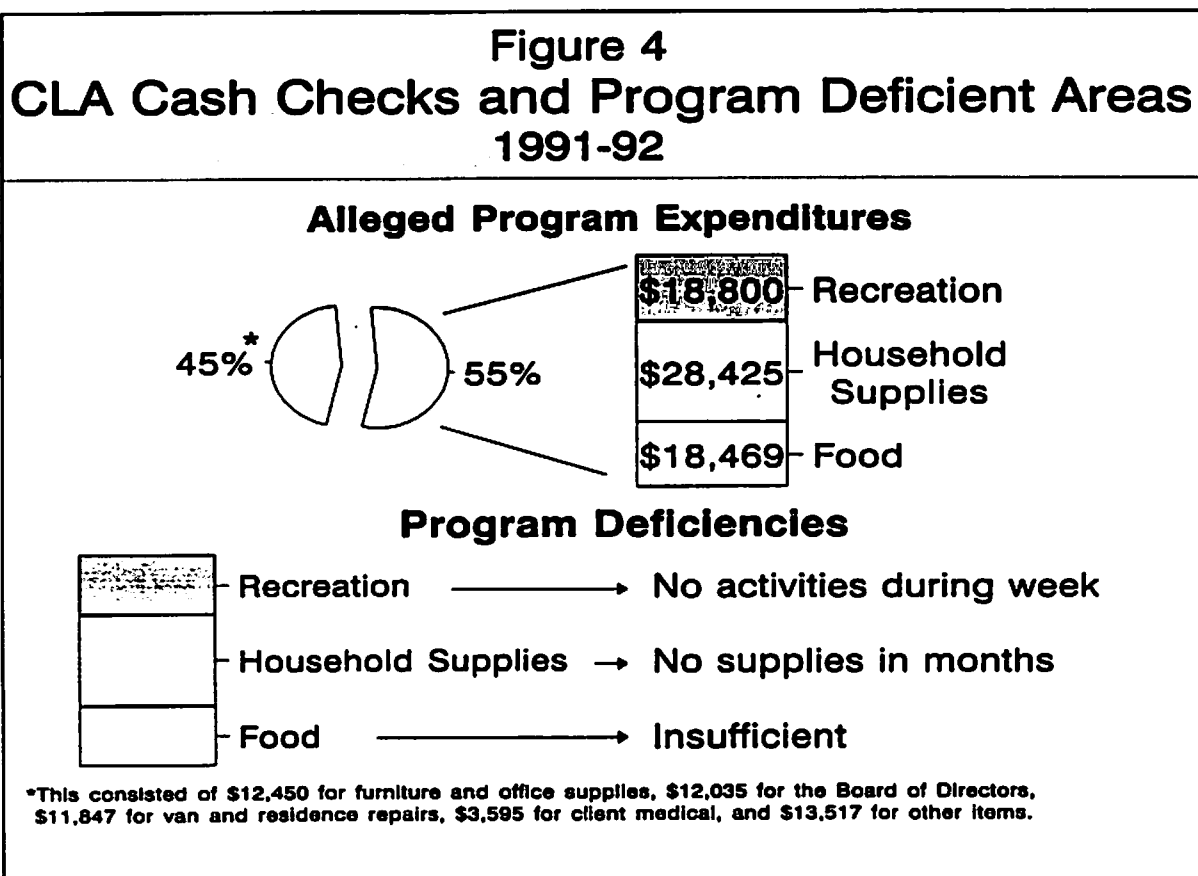 Figure 4
CLA Cash Checks and Program Deficient Areas
1991-92
Alleged Program Expenditures
45%*
55%
$18,800 Recreation
$28,425 Household
Supplies
$18,469 Food
Program Deficiencies
Recreation → No activities during week
Household Supplies → No supplies in months
Food → Insufficient
*This consisted of $12,450 for furniture and office supplies, $12,035 for the Board of Directors,
$11,847 for van and residence repairs, $3,595 for client medical, and $13,517 for other items.